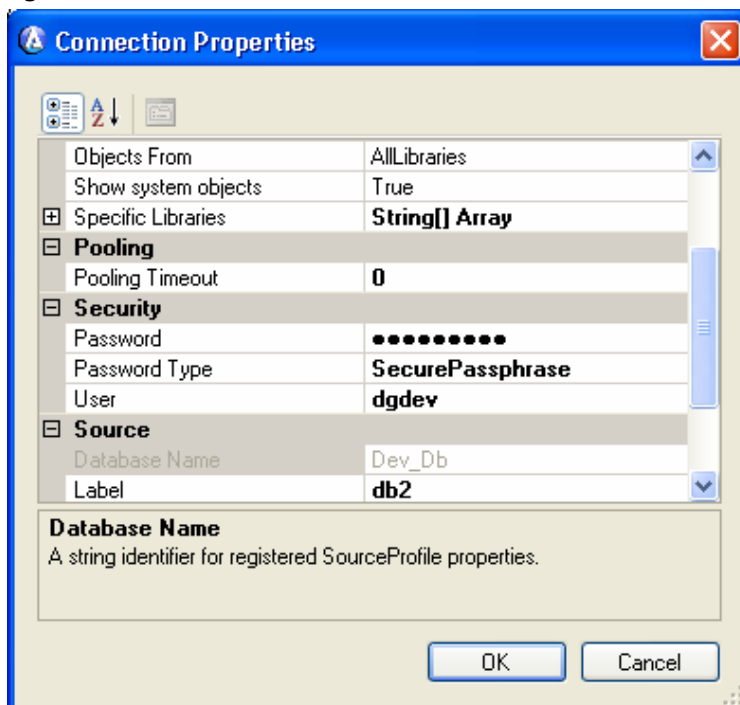 Connection Properties
A
Z
Objects From AllLibraries
Show system objects True
Specific Libraries String[] Array
Pooling
Pooling Timeout 0
Security
Password ●●●●●●●●●
Password Type SecurePassphrase
User dgdev
Source
Database Name Dev_Db
Label db2
Database Name
A string identifier for registered SourceProfile properties.
OK Cancel